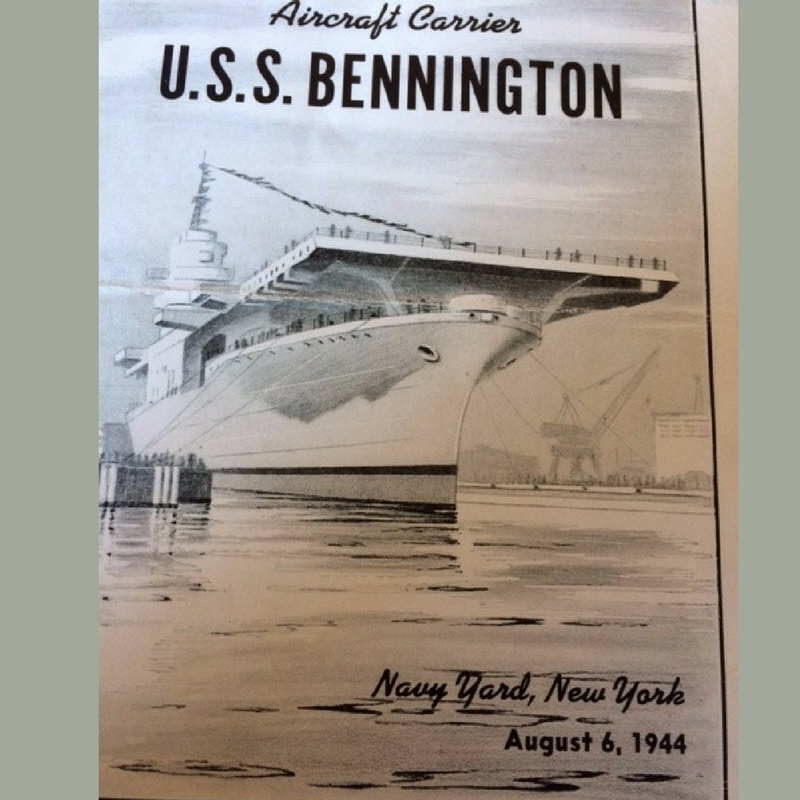 Aircraft Carrier
U.S.S. BENNINGTON
Navy Yard, New York
August 6, 1944